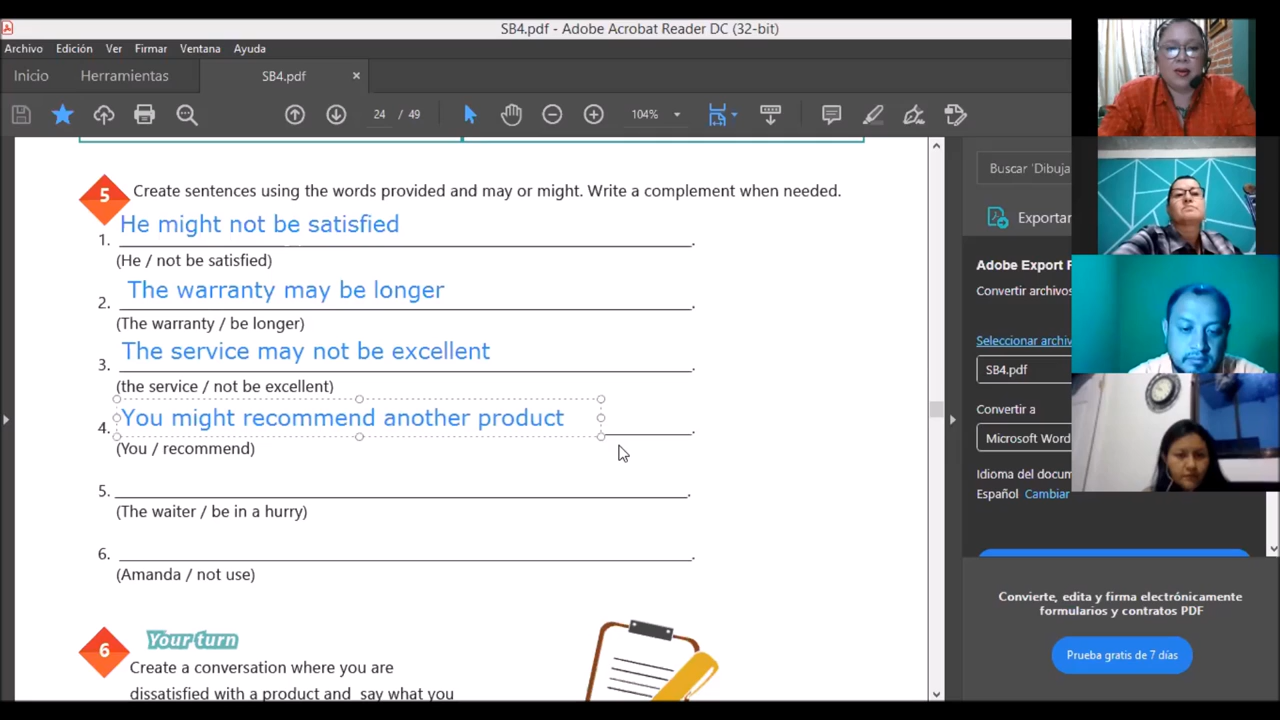 SB4.pdf - Adobe Acrobat Reader DC (32-bit)
Archivo Edición Ver Firmar Ventana Ayuda
Inicio Herramientas SB4.pdf ×
24 / 49 104%
5 Create sentences using the words provided and may or might. Write a complement when needed.
He might not be satisfied
1. .
(He / not be satisfied)
The warranty may be longer
2. .
(The warranty / be longer)
The service may not be excellent
3. .
(the service / not be excellent)
You might recommend another product
4. .
(You / recommend)
5. .
(The waiter / be in a hurry)
6. .
(Amanda / not use)
6 Your turn
Create a conversation where you are
dissatisfied with a product and say what you
Buscar 'Dibuja
Exportar
Adobe Export
Convertir archivos
Seleccionar archiv
SB4.pdf
Convertir a
Microsoft Word
Idioma del docum
Español Cambiar
Convierte, edita y firma electrónicamente
formularios y contratos PDF
Prueba gratis de 7 días